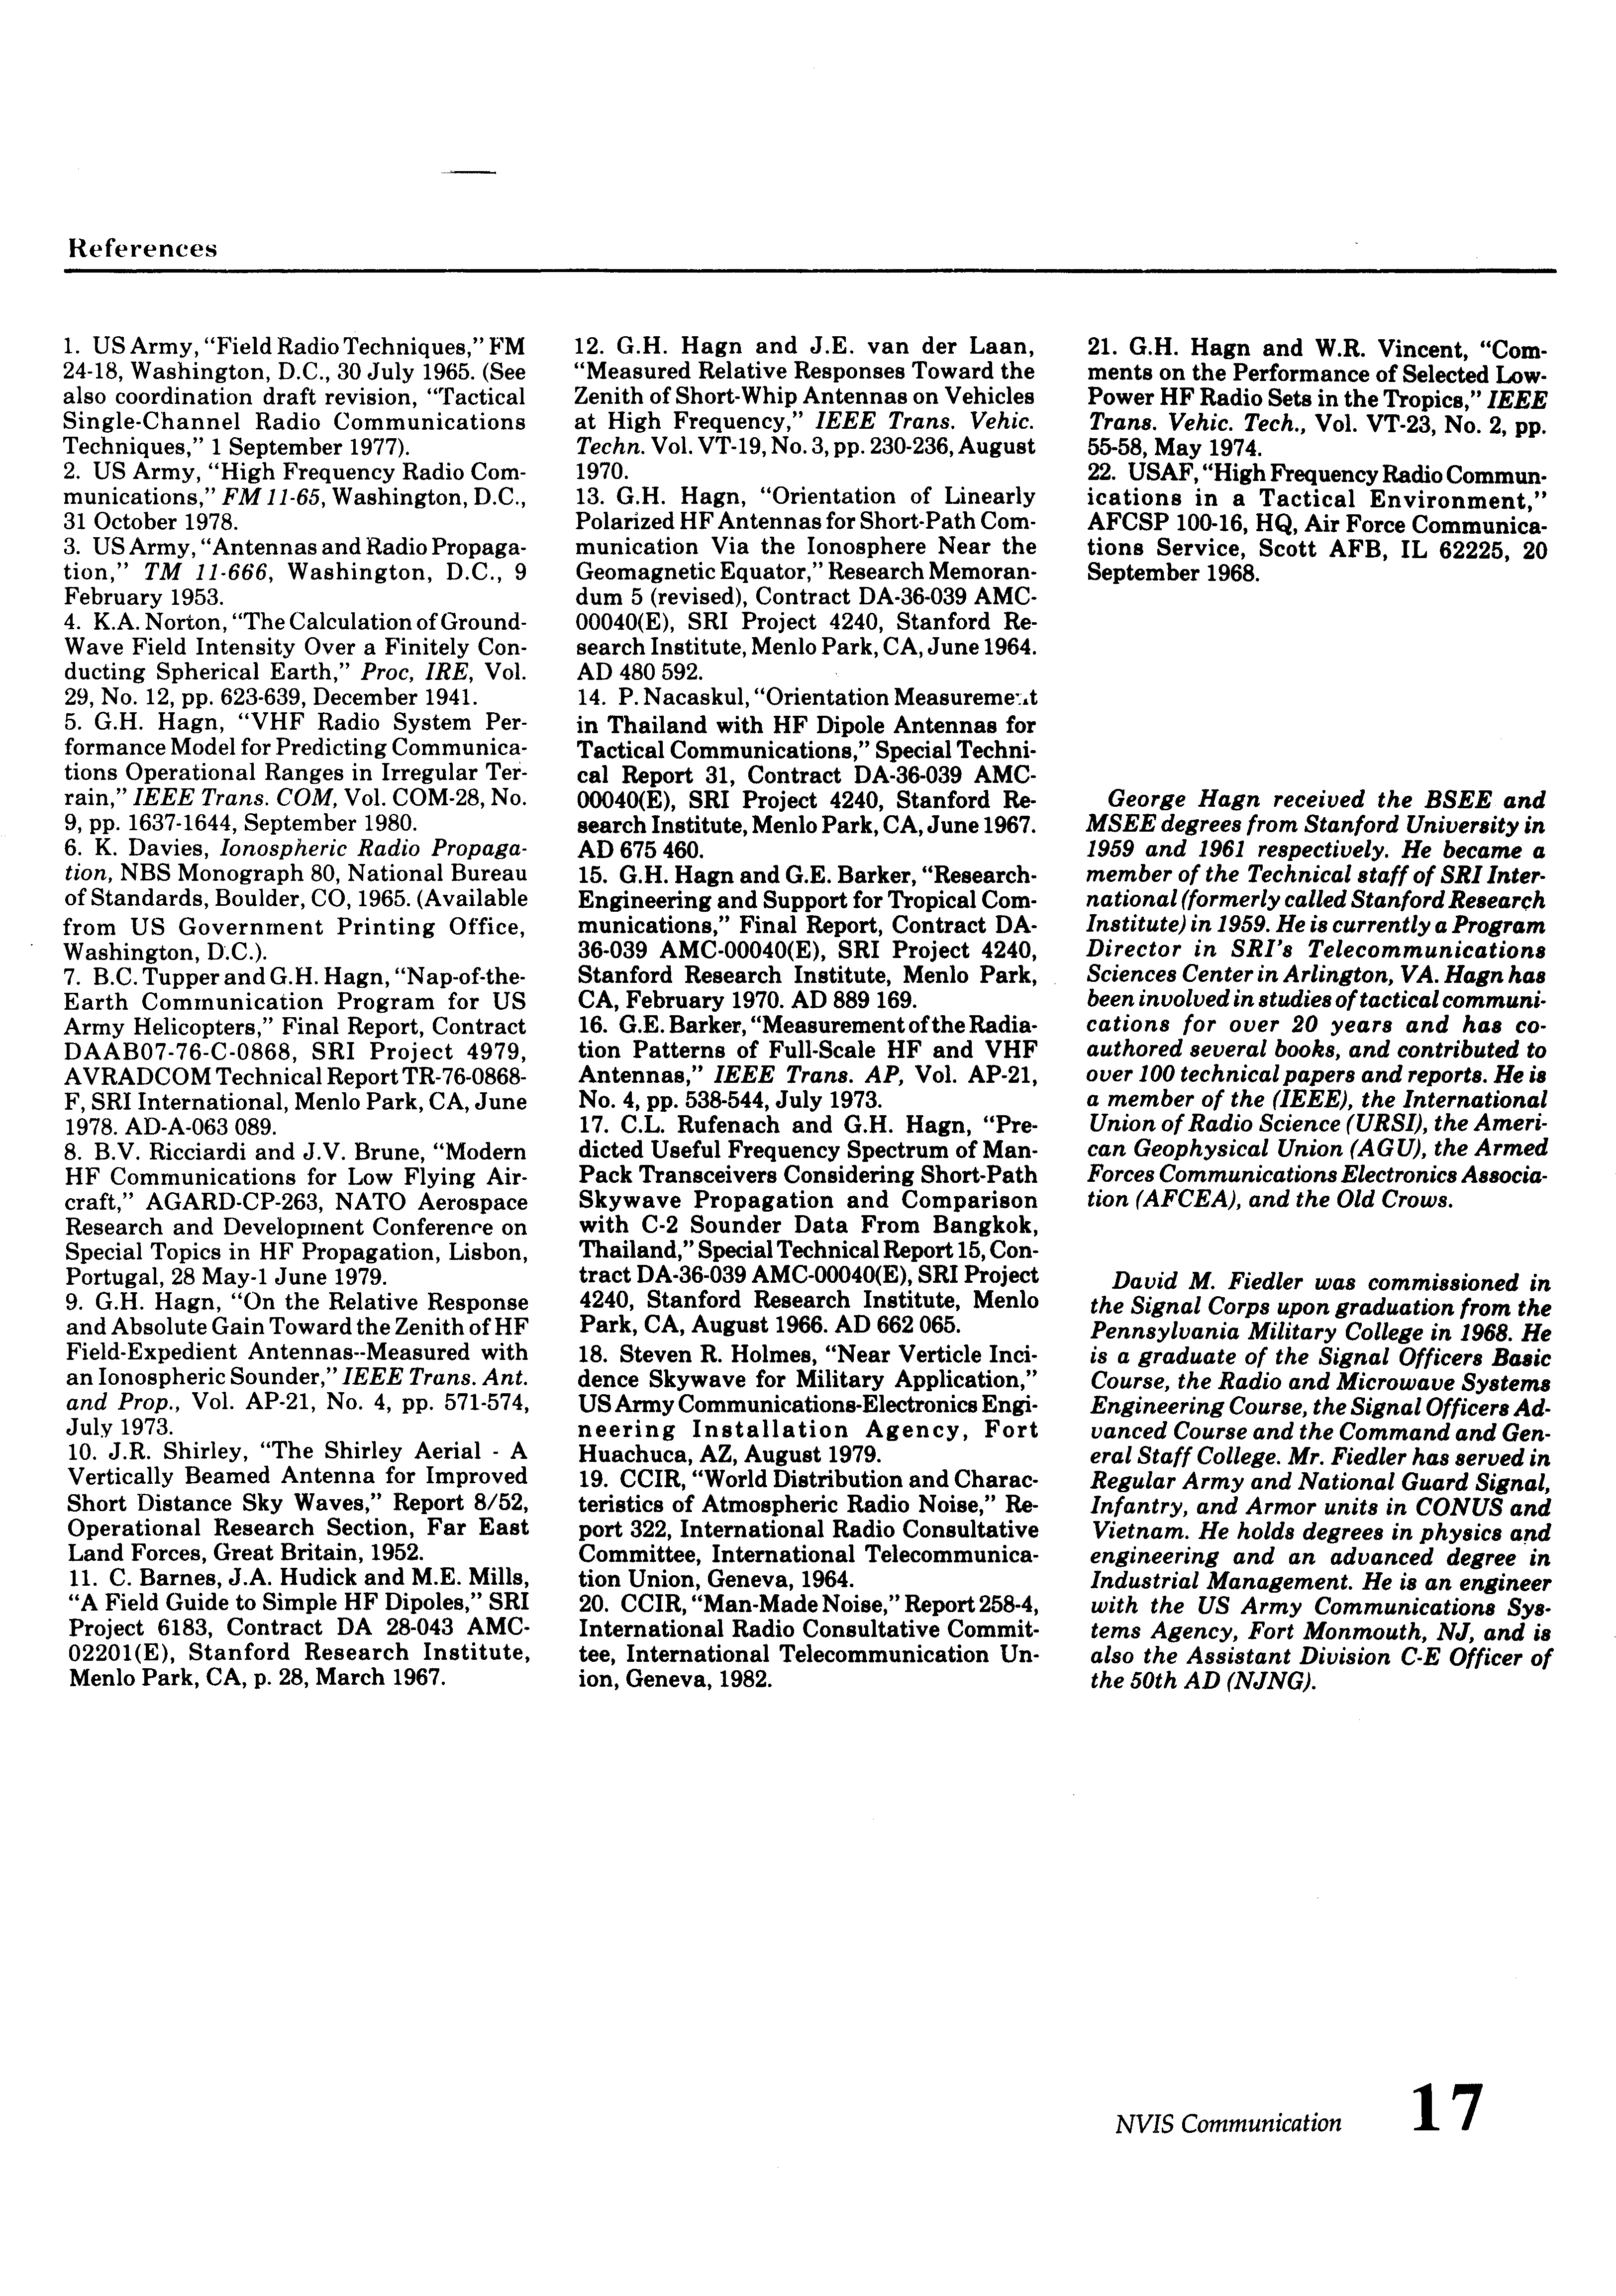 References
1. US Army, “Field Radio Techniques,” FM
24-18, Washington, D.C., 30 July 1965. (See
also coordination draft revision, “Tactical
Single-Channel Radio Communications
Techniques,” 1 September 1977).
2. US Army, “High Frequency Radio Com-
munications,” FM 11-65, Washington, D.C.,
31 October 1978.
3. US Army, “Antennas and Radio Propaga-
tion,” TM 11-666, Washington, D.C., 9
February 1953.
4. K.A. Norton, “The Calculation of Ground-
Wave Field Intensity Over a Finitely Con-
ducting Spherical Earth,” Proc, IRE, Vol.
29, No. 12, pp. 623-639, December 1941.
5. G.H. Hagn, “VHF Radio System Per-
formance Model for Predicting Communica-
tions Operational Ranges in Irregular Ter-
rain,” IEEE Trans. COM, Vol. COM-28, No.
9, pp. 1637-1644, September 1980.
6. K. Davies, Ionospheric Radio Propaga-
tion, NBS Monograph 80, National Bureau
of Standards, Boulder, CO, 1965. (Available
from US Government Printing Office,
Washington, D.C.).
7. B.C. Tupper and G.H. Hagn, “Nap-of-the-
Earth Communication Program for US
Army Helicopters,” Final Report, Contract
DAAB07-76-C-0868, SRI Project 4979,
AVRADCOM Technical Report TR-76-0868-
F, SRI International, Menlo Park, CA, June
1978. AD-A-063 089.
8. B.V. Ricciardi and J.V. Brune, “Modern
HF Communications for Low Flying Air-
craft,” AGARD-CP-263, NATO Aerospace
Research and Development Conference on
Special Topics in HF Propagation, Lisbon,
Portugal, 28 May-1 June 1979.
9. G.H. Hagn, “On the Relative Response
and Absolute Gain Toward the Zenith of HF
Field-Expedient Antennas--Measured with
an Ionospheric Sounder,” IEEE Trans. Ant.
and Prop., Vol. AP-21, No. 4, pp. 571-574,
July 1973.
10. J.R. Shirley, “The Shirley Aerial - A
Vertically Beamed Antenna for Improved
Short Distance Sky Waves,” Report 8/52,
Operational Research Section, Far East
Land Forces, Great Britain, 1952.
11. C. Barnes, J.A. Hudick and M.E. Mills,
“A Field Guide to Simple HF Dipoles,” SRI
Project 6183, Contract DA 28-043 AMC-
02201(E), Stanford Research Institute,
Menlo Park, CA, p. 28, March 1967.
12. G.H. Hagn and J.E. van der Laan,
“Measured Relative Responses Toward the
Zenith of Short-Whip Antennas on Vehicles
at High Frequency,” IEEE Trans. Vehic.
Techn. Vol. VT-19, No. 3, pp. 230-236, August
1970.
13. G.H. Hagn, “Orientation of Linearly
Polarized HF Antennas for Short-Path Com-
munication Via the Ionosphere Near the
Geomagnetic Equator,” Research Memoran-
dum 5 (revised), Contract DA-36-039 AMC-
00040(E), SRI Project 4240, Stanford Re-
search Institute, Menlo Park, CA, June 1964.
AD 480 592.
14. P. Nacaskul, “Orientation Measurement
in Thailand with HF Dipole Antennas for
Tactical Communications,” Special Techni-
cal Report 31, Contract DA-36-039 AMC-
00040(E), SRI Project 4240, Stanford Re-
search Institute, Menlo Park, CA, June 1967.
AD 675 460.
15. G.H. Hagn and G.E. Barker, “Research-
Engineering and Support for Tropical Com-
munications,” Final Report, Contract DA-
36-039 AMC-00040(E), SRI Project 4240,
Stanford Research Institute, Menlo Park,
CA, February 1970. AD 889 169.
16. G.E. Barker, “Measurement of the Radia-
tion Patterns of Full-Scale HF and VHF
Antennas,” IEEE Trans. AP, Vol. AP-21,
No. 4, pp. 538-544, July 1973.
17. C.L. Rufenach and G.H. Hagn, “Pre-
dicted Useful Frequency Spectrum of Man-
Pack Transceivers Considering Short-Path
Skywave Propagation and Comparison
with C-2 Sounder Data From Bangkok,
Thailand,” Special Technical Report 15, Con-
tract DA-36-039 AMC-00040(E), SRI Project
4240, Stanford Research Institute, Menlo
Park, CA, August 1966. AD 662 065.
18. Steven R. Holmes, “Near Verticle Inci-
dence Skywave for Military Application,”
US Army Communications-Electronics Engi-
neering Installation Agency, Fort
Huachuca, AZ, August 1979.
19. CCIR, “World Distribution and Charac-
teristics of Atmospheric Radio Noise,” Re-
port 322, International Radio Consultative
Committee, International Telecommunica-
tion Union, Geneva, 1964.
20. CCIR, “Man-Made Noise,” Report 258-4,
International Radio Consultative Commit-
tee, International Telecommunication Un-
ion, Geneva, 1982.
21. G.H. Hagn and W.R. Vincent, “Com-
ments on the Performance of Selected Low-
Power HF Radio Sets in the Tropics,” IEEE
Trans. Vehic. Tech., Vol. VT-23, No. 2, pp.
55-58, May 1974.
22. USAF, “High Frequency Radio Commun-
ications in a Tactical Environment,”
AFCSP 100-16, HQ, Air Force Communica-
tions Service, Scott AFB, IL 62225, 20
September 1968.
George Hagn received the BSEE and
MSEE degrees from Stanford University in
1959 and 1961 respectively. He became a
member of the Technical staff of SRI Inter-
national (formerly called Stanford Research
Institute) in 1959. He is currently a Program
Director in SRI's Telecommunications
Sciences Center in Arlington, VA. Hagn has
been involved in studies of tactical communi-
cations for over 20 years and has co-
authored several books, and contributed to
over 100 technical papers and reports. He is
a member of the (IEEE), the International
Union of Radio Science (URSI), the Ameri-
can Geophysical Union (AGU), the Armed
Forces Communications Electronics Associa-
tion (AFCEA), and the Old Crows.
David M. Fiedler was commissioned in
the Signal Corps upon graduation from the
Pennsylvania Military College in 1968. He
is a graduate of the Signal Officers Basic
Course, the Radio and Microwave Systems
Engineering Course, the Signal Officers Ad-
vanced Course and the Command and Gen-
eral Staff College. Mr. Fiedler has served in
Regular Army and National Guard Signal,
Infantry, and Armor units in CONUS and
Vietnam. He holds degrees in physics and
engineering and an advanced degree in
Industrial Management. He is an engineer
with the US Army Communications Sys-
tems Agency, Fort Monmouth, NJ, and is
also the Assistant Division C-E Officer of
the 50th AD (NJNG).
NVIS Communication 17